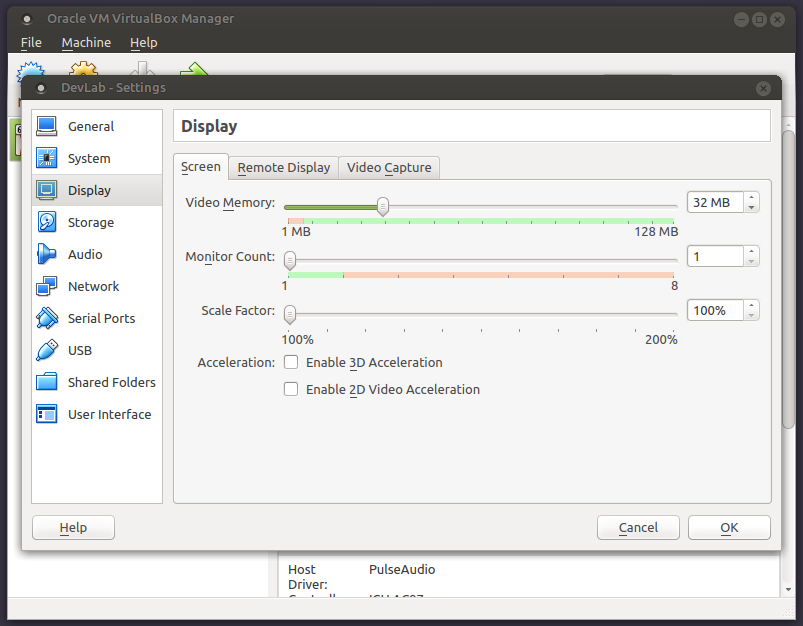 Oracle VM VirtualBox Manager
File Machine Help
DevLab - Settings
General
System
Display
Storage
Audio
Network
Serial Ports
USB
Shared Folders
User Interface
Display
Screen Remote Display Video Capture
Video Memory: 32 MB
1 MB 128 MB
Monitor Count: 1
1 8
Scale Factor: 100%
100% 200%
Acceleration: Enable 3D Acceleration
Enable 2D Video Acceleration
Help Cancel OK
Host PulseAudio
Driver: